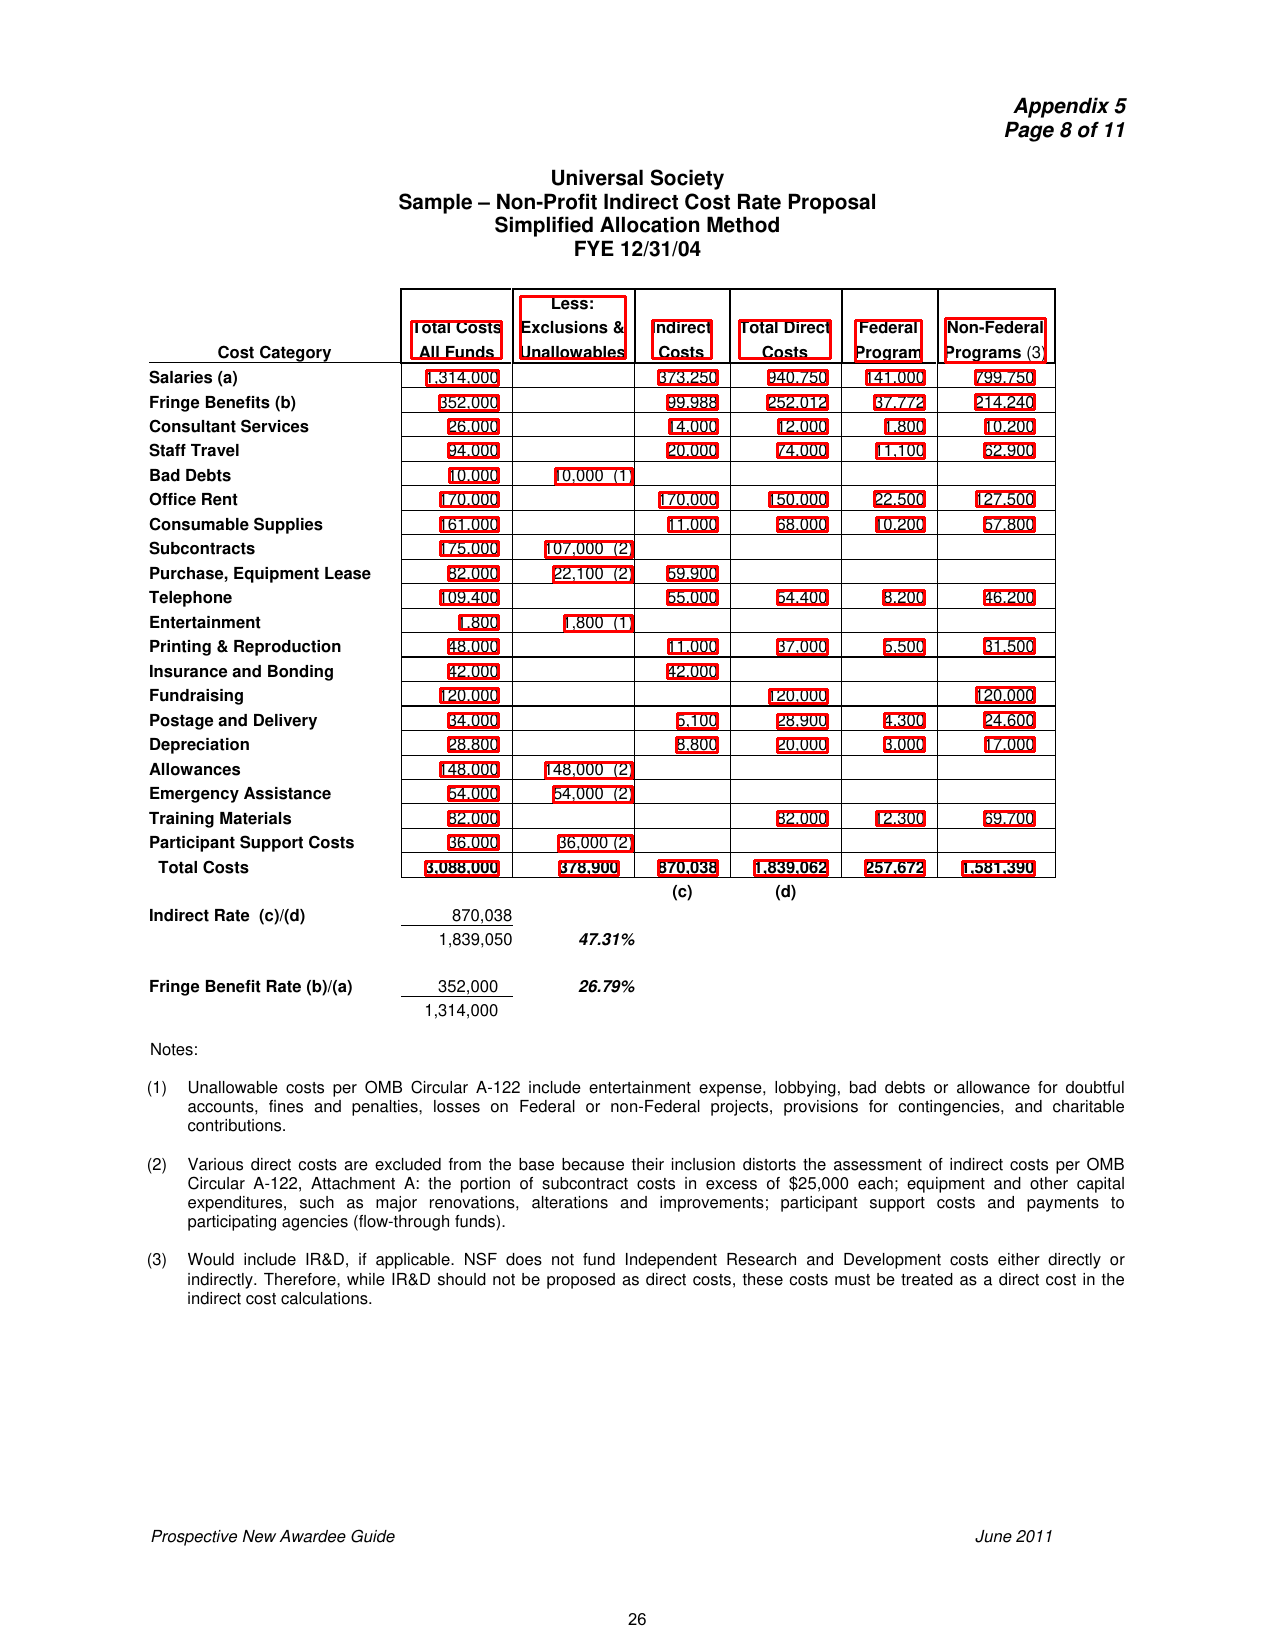 Appendix 5
Page 8 of 11
Universal Society
Sample – Non-Profit Indirect Cost Rate Proposal
Simplified Allocation Method
FYE 12/31/04
Less:
Total Costs Exclusions & Indirect Total Direct Federal Non-Federal
Cost Category All Funds Unallowables Costs Costs Program Programs (3)
Salaries (a) 1,314,000 373,250 940,750 141,000 799,750
Fringe Benefits (b) 352,000 99,988 252,012 37,772 214,240
Consultant Services 26,000 14,000 12,000 1,800 10,200
Staff Travel 94,000 20,000 74,000 11,100 62,900
Bad Debts 10,000 10,000 (1)
Office Rent 170,000 170,000 150,000 22,500 127,500
Consumable Supplies 161,000 11,000 68,000 10,200 57,800
Subcontracts 175,000 107,000 (2)
Purchase, Equipment Lease 82,000 22,100 (2) 59,900
Telephone 109,400 55,000 54,400 8,200 46,200
Entertainment 1,800 1,800 (1)
Printing & Reproduction 48,000 11,000 37,000 5,500 31,500
Insurance and Bonding 42,000 42,000
Fundraising 120,000 120,000 120,000
Postage and Delivery 34,000 5,100 28,900 4,300 24,600
Depreciation 28,800 8,800 20,000 3,000 17,000
Allowances 148,000 148,000 (2)
Emergency Assistance 54,000 54,000 (2)
Training Materials 82,000 82,000 12,300 69,700
Participant Support Costs 36,000 36,000 (2)
Total Costs 3,088,000 378,900 870,038 1,839,062 257,672 1,581,390
(c) (d)
Indirect Rate (c)/(d) 870,038
1,839,050 47.31%
Fringe Benefit Rate (b)/(a) 352,000 26.79%
1,314,000
Notes:
(1) Unallowable costs per OMB Circular A-122 include entertainment expense, lobbying, bad debts or allowance for doubtful
accounts, fines and penalties, losses on Federal or non-Federal projects, provisions for contingencies, and charitable
contributions.
(2) Various direct costs are excluded from the base because their inclusion distorts the assessment of indirect costs per OMB
Circular A-122, Attachment A: the portion of subcontract costs in excess of $25,000 each; equipment and other capital
expenditures, such as major renovations, alterations and improvements; participant support costs and payments to
participating agencies (flow-through funds).
(3) Would include IR&D, if applicable. NSF does not fund Independent Research and Development costs either directly or
indirectly. Therefore, while IR&D should not be proposed as direct costs, these costs must be treated as a direct cost in the
indirect cost calculations.
Prospective New Awardee Guide June 2011
26